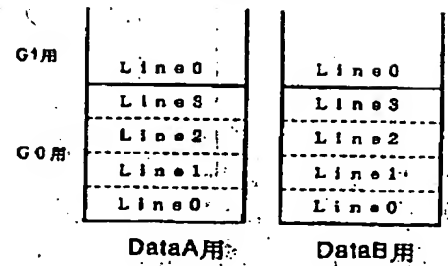 G1用 Line0 Line0
Line3 Line3
G0用 Line2 Line2
Line1 Line1
Line0 Line0
DataA用 DataB用